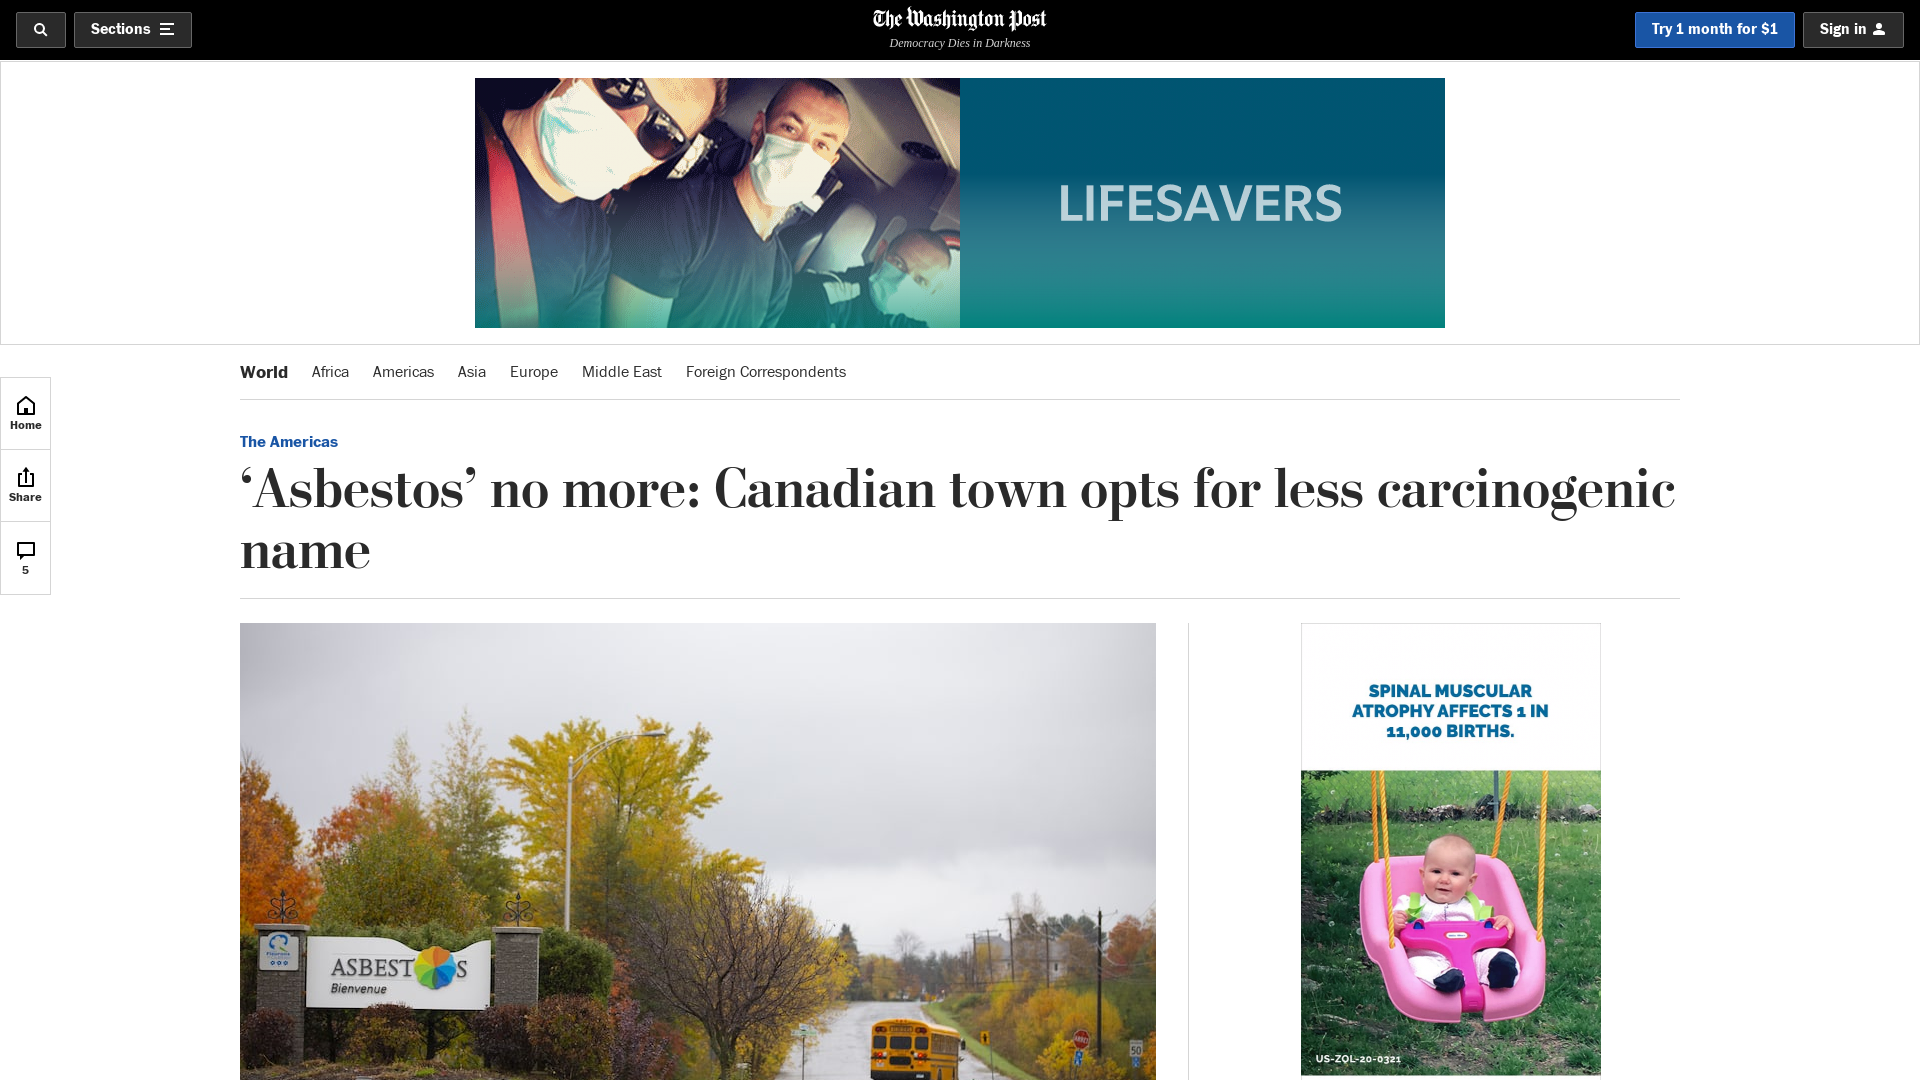 Sections
The Washington Post
Democracy Dies in Darkness
Try 1 month for $1
Sign in
LIFESAVERS
World
Africa
Americas
Asia
Europe
Middle East
Foreign Correspondents
Home
Share
5
The Americas
‘Asbestos’ no more: Canadian town opts for less carcinogenic
name
ASBESTOS
Bienvenue
50
SPINAL MUSCULAR
ATROPHY AFFECTS 1 IN
11,000 BIRTHS.
US-ZOL-20-0321